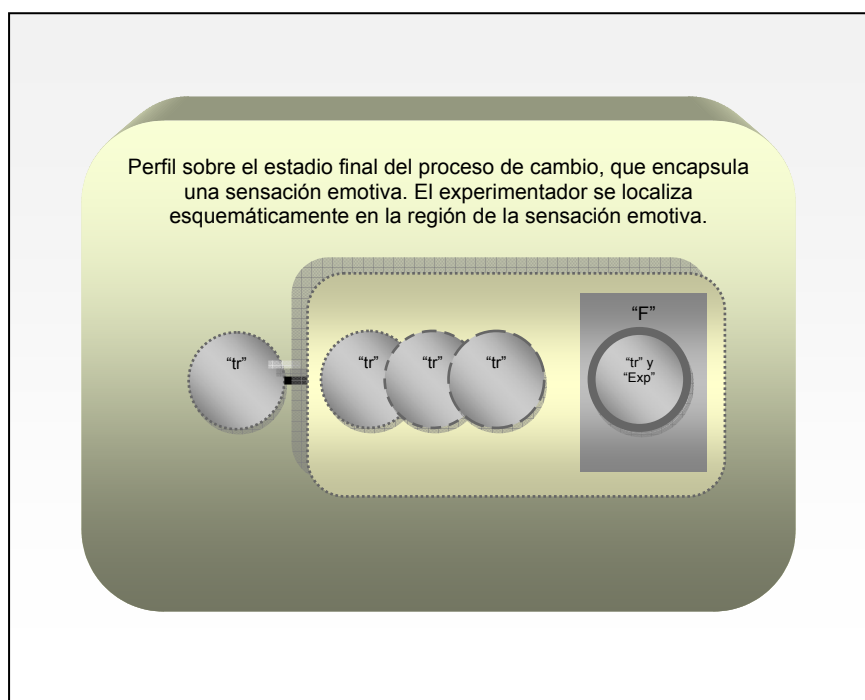 Perfil sobre el estadio final del proceso de cambio, que encapsula
una sensación emotiva. El experimentador se localiza
esquemáticamente en la región de la sensación emotiva.
“F”
“tr”
“tr”
“tr”
“tr”
“tr” y
“Exp”